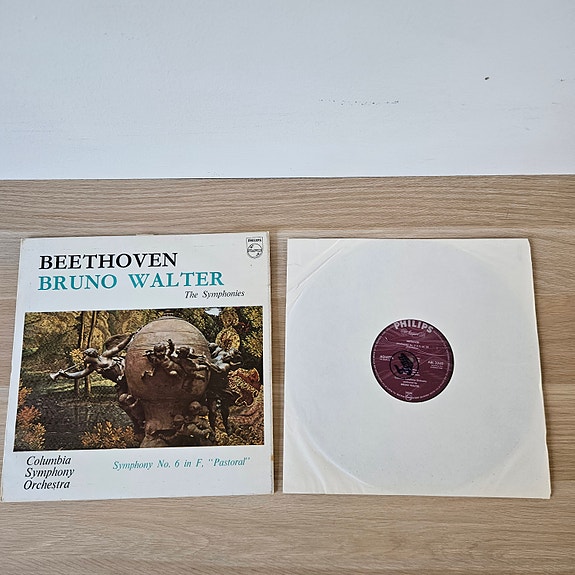 BEETHOVEN
PHILIPS
BRUNO WALTER
The Symphonies
Columbia
Symphony
Orchestra
Symphony No. 6 in F, "Pastoral"
PHILIPS